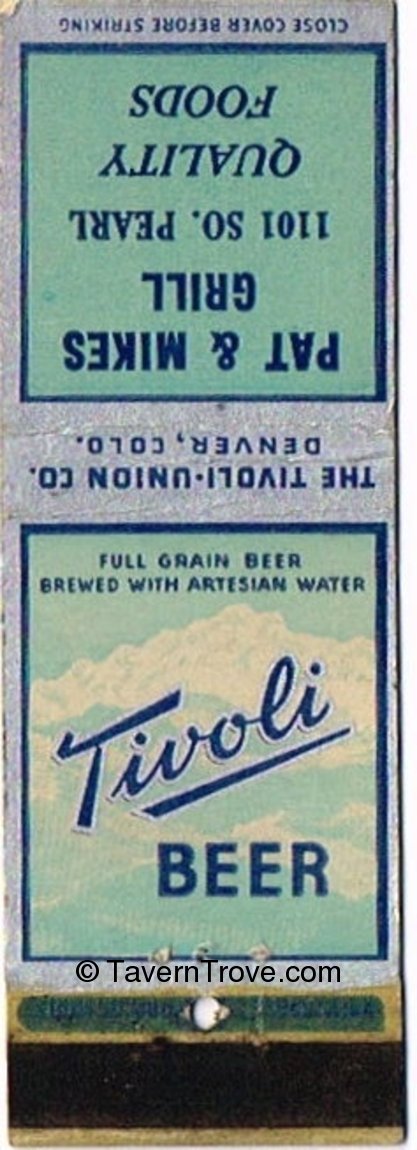 CLOSE COVER BEFORE STRIKING
PAT & MIKES
GRILL
1101 SO. PEARL
QUALITY
FOODS
THE TIVOLI-UNION CO.
DENVER, COLO.
FULL GRAIN BEER
BREWED WITH ARTESIAN WATER
Tivoli
BEER
© TavernTrove.com